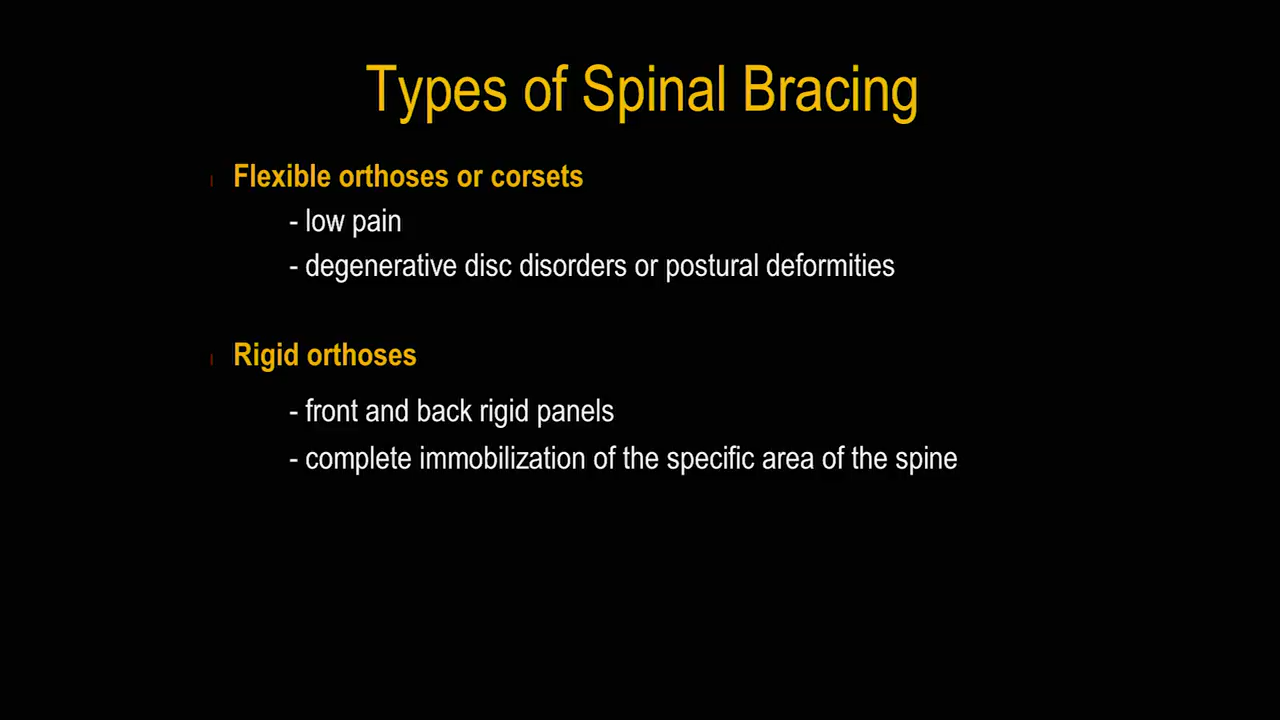 Types of Spinal Bracing
Flexible orthoses or corsets
- low pain
- degenerative disc disorders or postural deformities
Rigid orthoses
- front and back rigid panels
- complete immobilization of the specific area of the spine